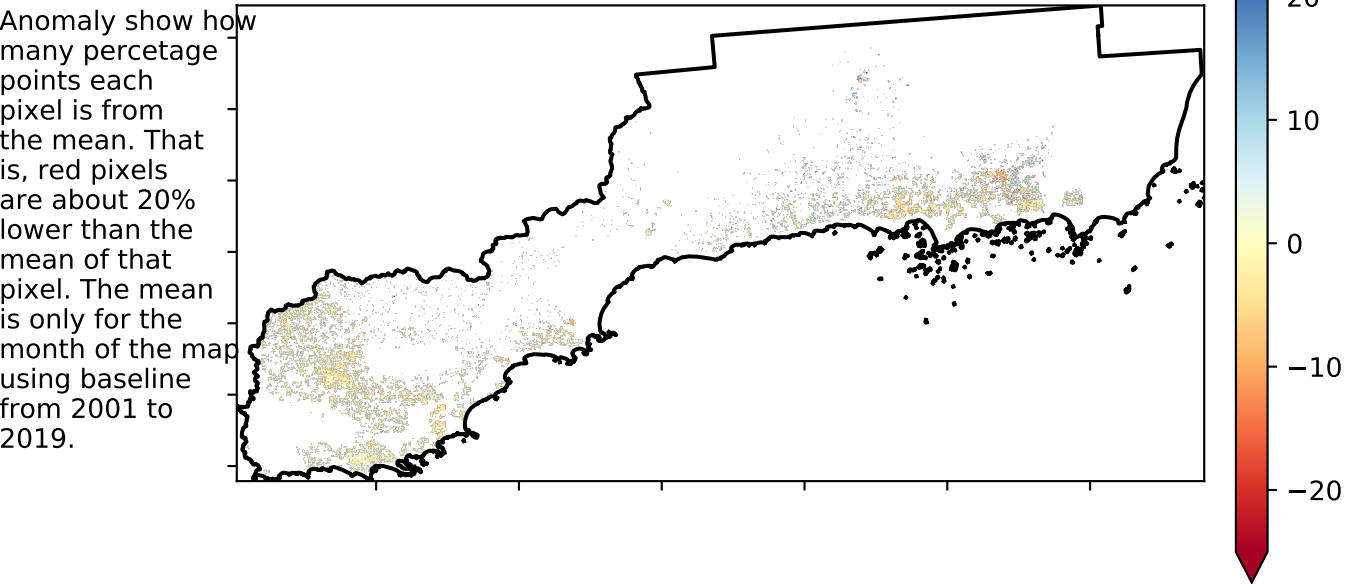 Anomaly show how
many percetage
points each
pixel is from
the mean. That
is, red pixels
are about 20%
lower than the
mean of that
pixel. The mean
is only for the
month of the map
using baseline
from 2001 to
2019.
20
10
0
−10
−20